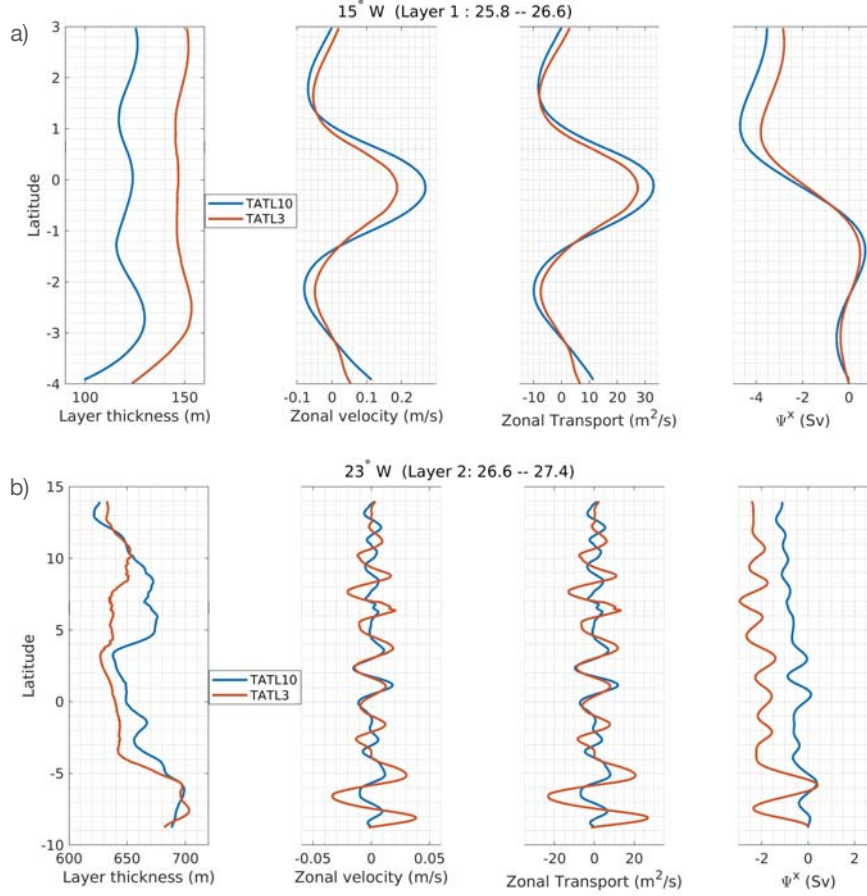 a)
15° W (Layer 1 : 25.8 -- 26.6)
3
2
1
0
-1
-2
-3
-4
Latitude
100 150
Layer thickness (m)
TATL10
TATL3
-0.1 0 0.1 0.2
Zonal velocity (m/s)
-10 0 10 20 30
Zonal Transport (m²/s)
-4 -2 0
Ψˣ (Sv)
b)
23° W (Layer 2: 26.6 -- 27.4)
15
10
5
0
-5
-10
Latitude
600 650 700
Layer thickness (m)
TATL10
TATL3
-0.05 0 0.05
Zonal velocity (m/s)
-20 0 20
Zonal Transport (m²/s)
-2 0 2
Ψˣ (Sv)